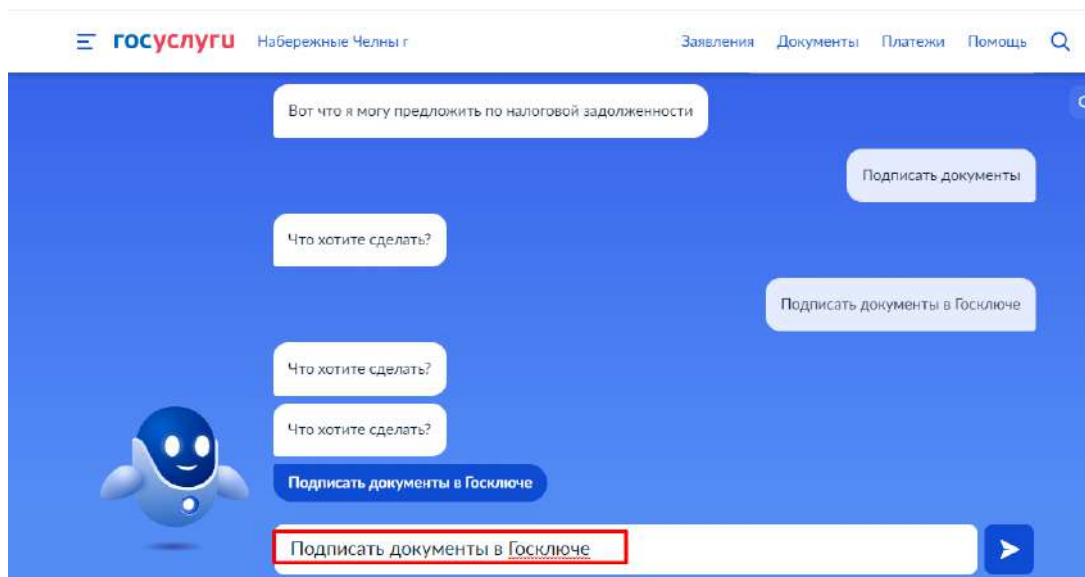 госуслуги Набережные Челны г Заявления Документы Платежи Помощь
Вот что я могу предложить по налоговой задолженности
Подписать документы
Что хотите сделать?
Подписать документы в Госключе
Что хотите сделать?
Что хотите сделать?
Подписать документы в Госключе
Подписать документы в Госключе